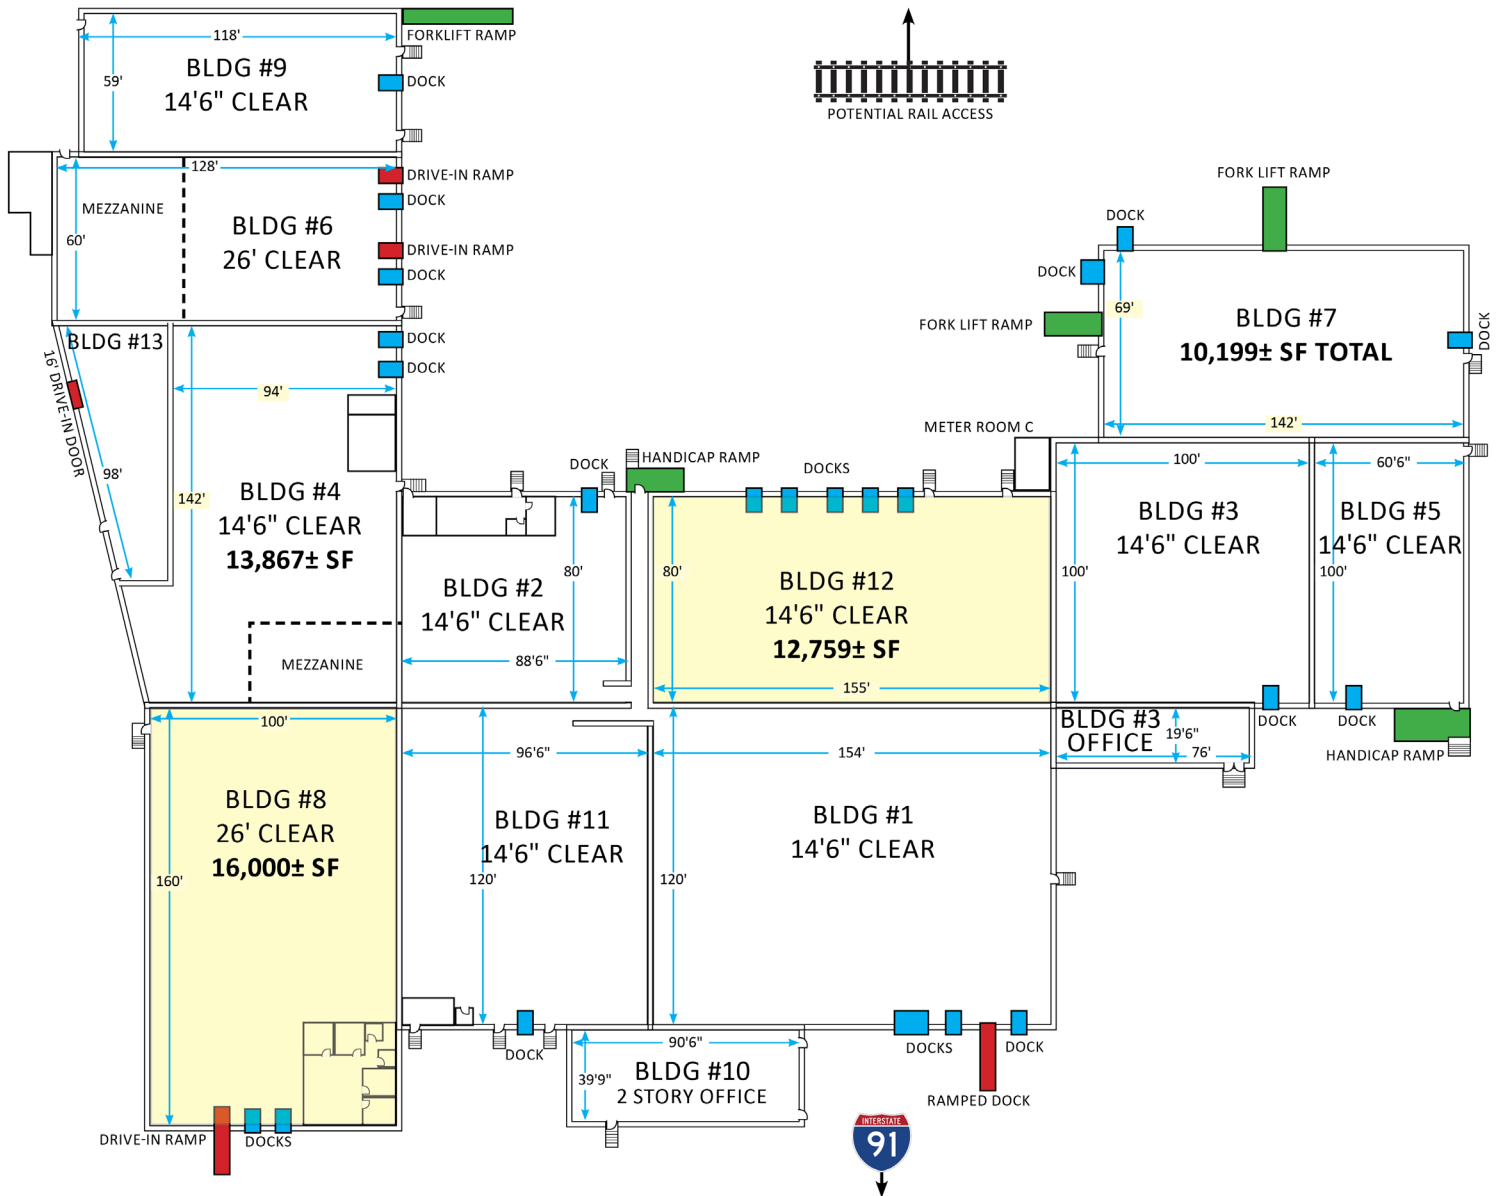 118'
FORKLIFT RAMP
59'
BLDG #9
14'6" CLEAR
DOCK
POTENTIAL RAIL ACCESS
128'
DRIVE-IN RAMP
MEZZANINE
DOCK
60'
BLDG #6
26' CLEAR
DRIVE-IN RAMP
DOCK
BLDG #13
16' DRIVE-IN DOOR
98'
DOCK
DOCK
94'
142'
BLDG #4
14'6" CLEAR
13,867± SF
MEZZANINE
DOCK
HANDICAP RAMP
80'
BLDG #2
14'6" CLEAR
88'6"
DOCKS
80'
BLDG #12
14'6" CLEAR
12,759± SF
155'
FORK LIFT RAMP
DOCK
DOCK
FORK LIFT RAMP
69'
BLDG #7
10,199± SF TOTAL
DOCK
142'
METER ROOM C
100'
BLDG #3
14'6" CLEAR
100'
60'6"
BLDG #5
14'6" CLEAR
100'
DOCK
DOCK
HANDICAP RAMP
BLDG #3
OFFICE
19'6"
76'
100'
BLDG #8
26' CLEAR
16,000± SF
160'
DRIVE-IN RAMP
DOCKS
96'6"
BLDG #11
14'6" CLEAR
120'
DOCK
154'
BLDG #1
14'6" CLEAR
120'
DOCKS
DOCK
RAMPED DOCK
90'6"
39'9"
BLDG #10
2 STORY OFFICE
INTERSTATE
91